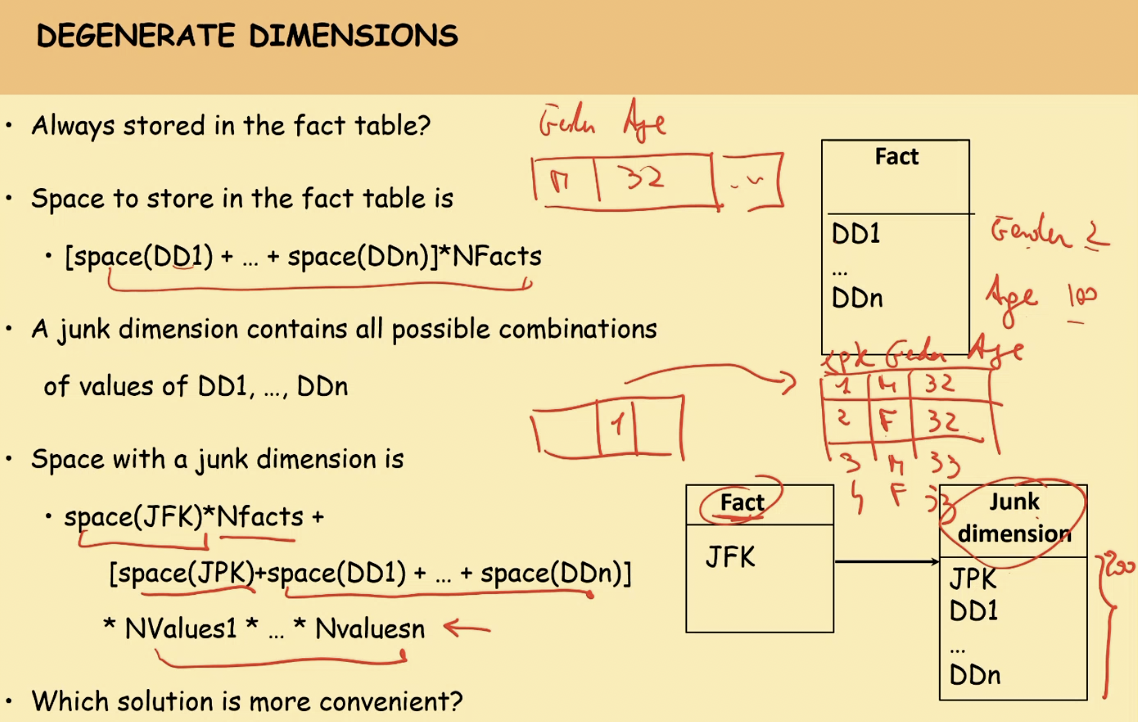 DEGENERATE DIMENSIONS
• Always stored in the fact table?
Age
M 32
• Space to store in the fact table is
• [space(DD1) + … + space(DDn)]*NFacts
Fact
DD1
...
DDn
Gender 2
Age 100
• A junk dimension contains all possible combinations
of values of DD1, …, DDn
JPK Age
1 M 32
2 F 32
3 M 33
4 F 33
1
• Space with a junk dimension is
• space(JFK)*Nfacts +
[space(JPK)+space(DD1) + … + space(DDn)]
* NValues1 * … * Nvaluesn
Fact
JFK
Junk
dimension
JPK
DD1
...
DDn
200
• Which solution is more convenient?